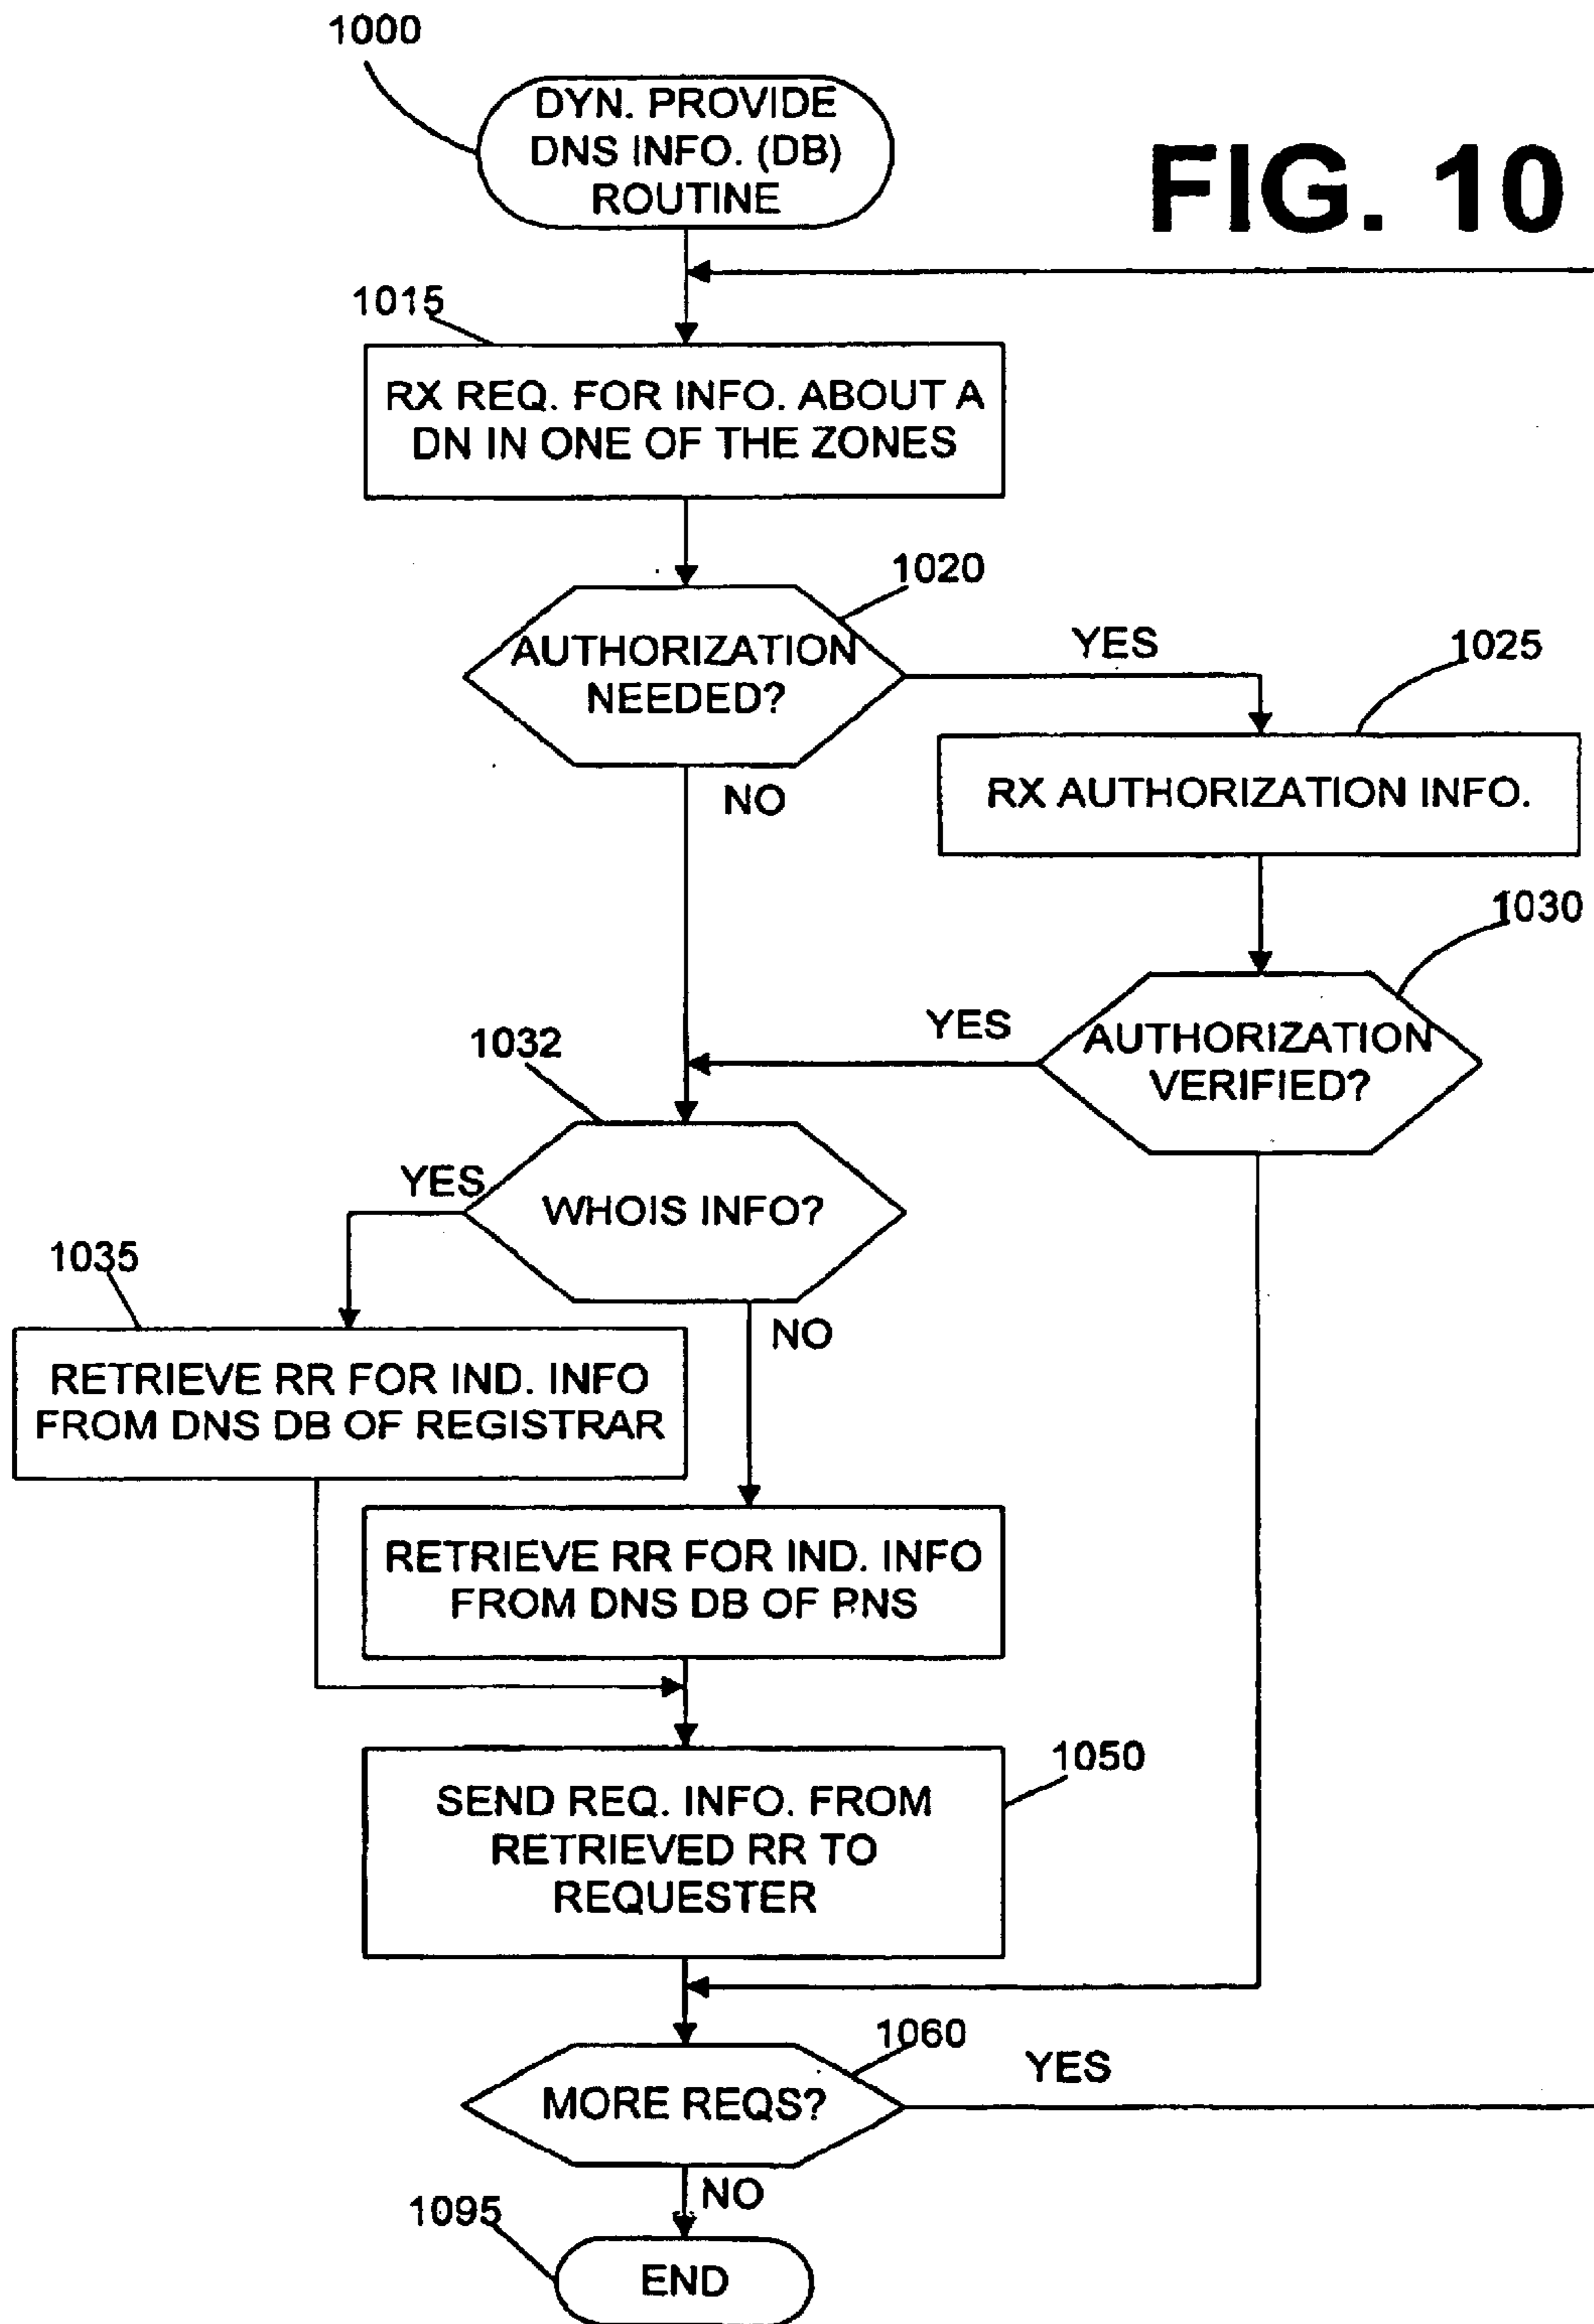 1000
DYN. PROVIDE
DNS INFO. (DB)
ROUTINE
FIG. 10
1015
RX REQ. FOR INFO. ABOUT A
DN IN ONE OF THE ZONES
1020
AUTHORIZATION
NEEDED?
YES
1025
NO
RX AUTHORIZATION INFO.
1030
YES
AUTHORIZATION
VERIFIED?
1032
YES
WHOIS INFO?
1035
NO
RETRIEVE RR FOR IND. INFO
FROM DNS DB OF REGISTRAR
RETRIEVE RR FOR IND. INFO
FROM DNS DB OF PNS
1050
SEND REQ. INFO. FROM
RETRIEVED RR TO
REQUESTER
1060
YES
MORE REQS?
NO
1095
END